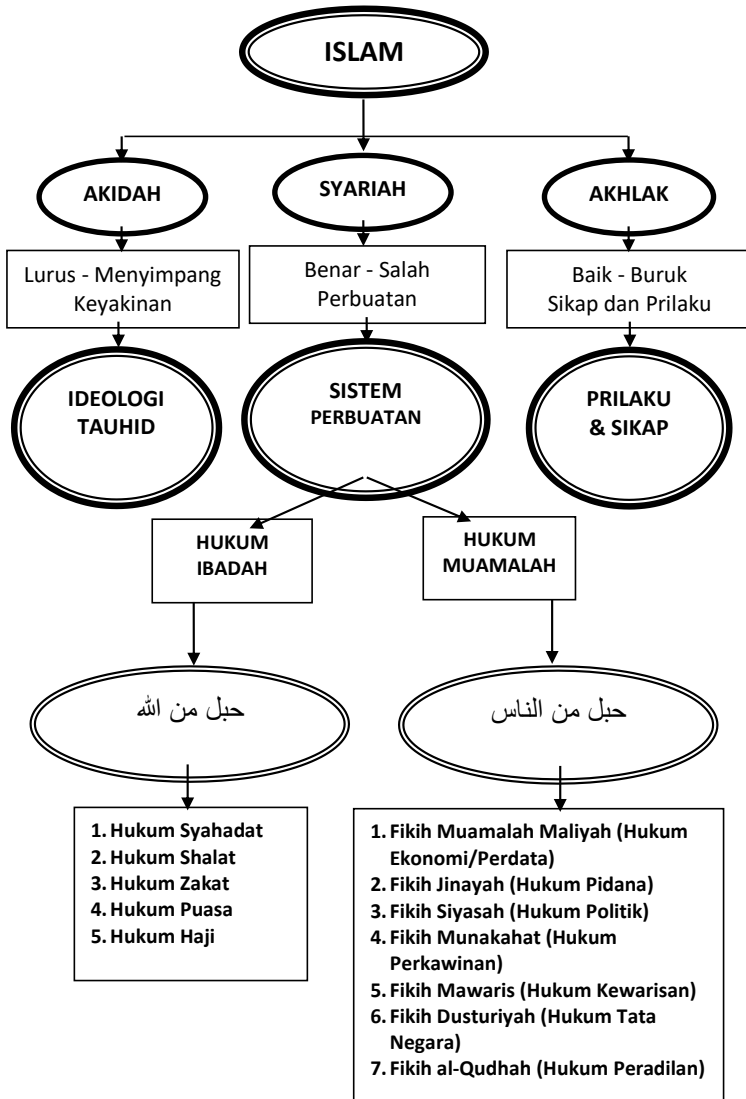 ISLAM
AKIDAH
SYARIAH
AKHLAK
Lurus - Menyimpang
Keyakinan
Benar - Salah
Perbuatan
Baik - Buruk
Sikap dan Prilaku
IDEOLOGI
TAUHID
SISTEM
PERBUATAN
PRILAKU
& SIKAP
HUKUM
IBADAH
HUKUM
MUAMALAH
حبل من الله
حبل من الناس
1. Hukum Syahadat
2. Hukum Shalat
3. Hukum Zakat
4. Hukum Puasa
5. Hukum Haji
1. Fikih Muamalah Maliyah (Hukum
Ekonomi/Perdata)
2. Fikih Jinayah (Hukum Pidana)
3. Fikih Siyasah (Hukum Politik)
4. Fikih Munakahat (Hukum
Perkawinan)
5. Fikih Mawaris (Hukum Kewarisan)
6. Fikih Dusturiyah (Hukum Tata
Negara)
7. Fikih al-Qudhah (Hukum Peradilan)